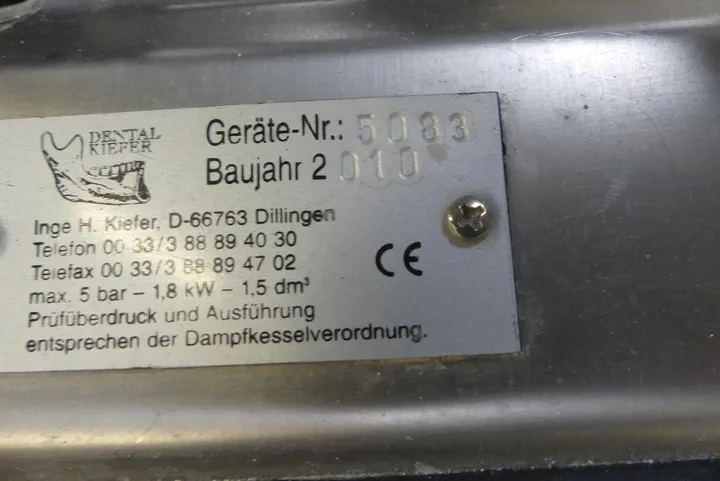 DENTAL
KIEFER
Geräte-Nr.: 5083
Baujahr 2 010
Inge H. Kiefer, D-66763 Dillingen
Telefon 00 33/3 88 89 40 30
Telefax 00 33/3 88 89 47 02
max. 5 bar – 1,8 kW – 1,5 dm³
Prüfüberdruck und Ausführung
entsprechen der Dampfkesselverordnung.
CE